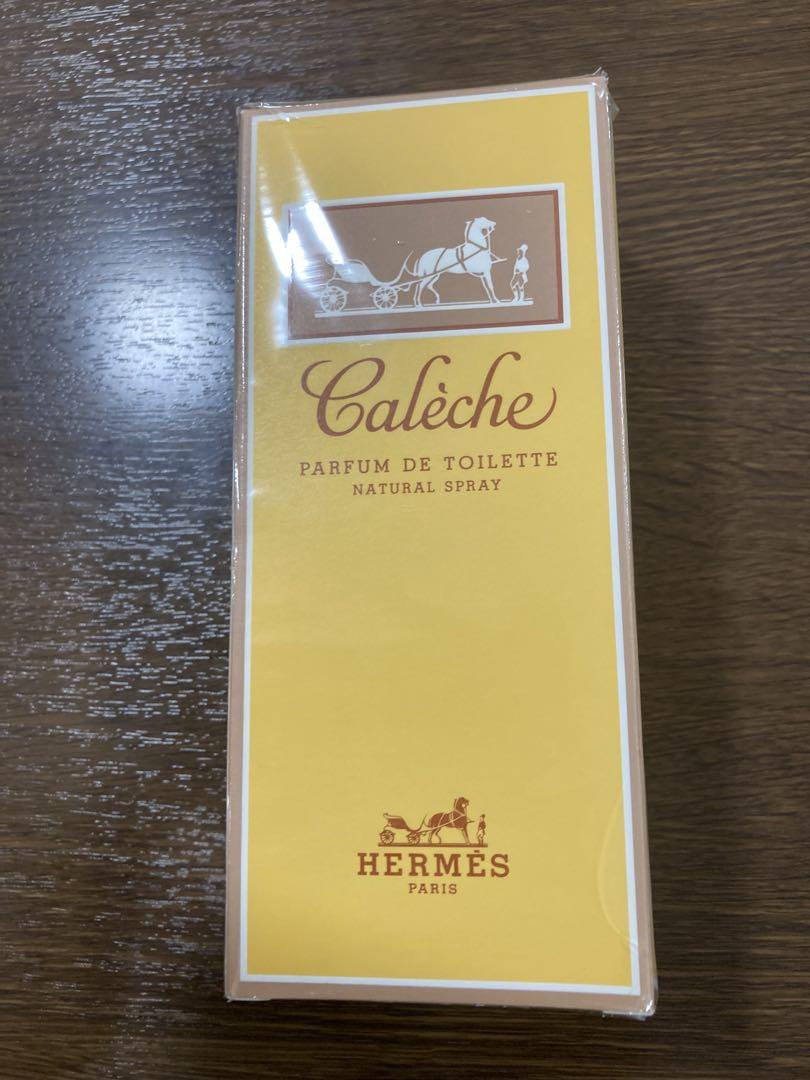 Calèche
PARFUM DE TOILETTE
NATURAL SPRAY
HERMÈS
PARIS